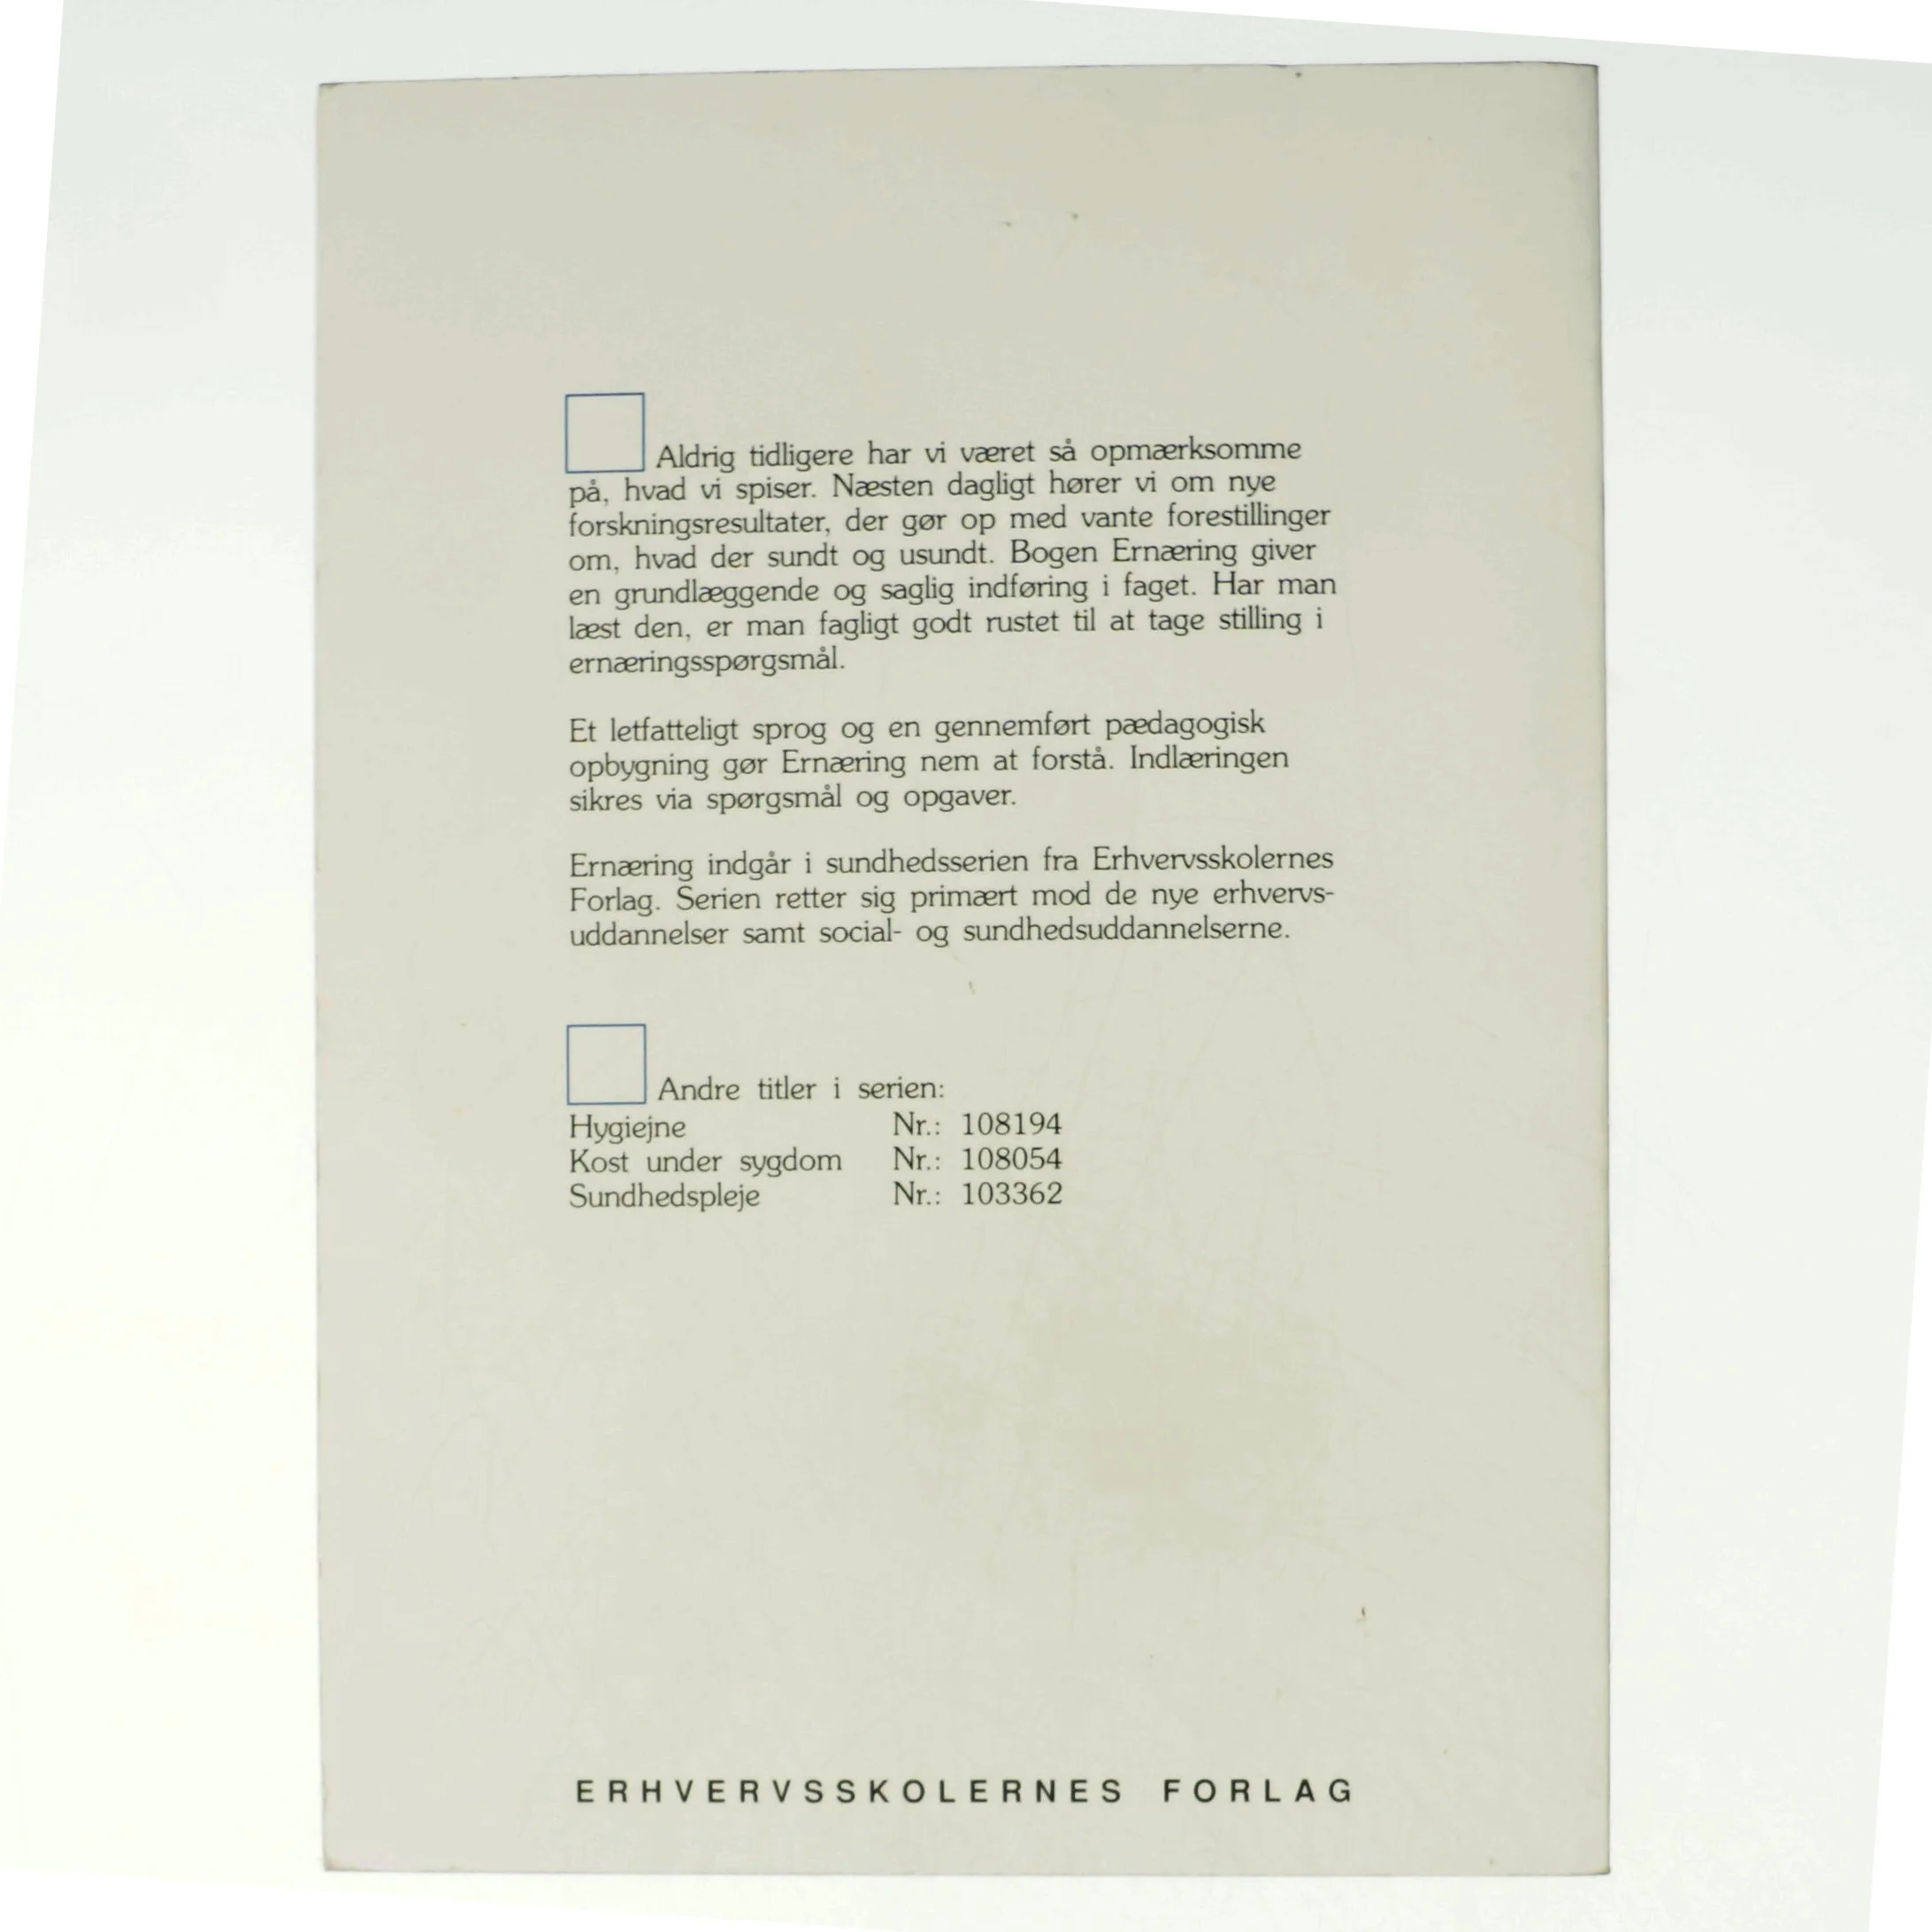 Aldrig tidligere har vi været så opmærksomme
på, hvad vi spiser. Næsten dagligt hører vi om nye
forskningsresultater, der gør op med vante forestillinger
om, hvad der sundt og usundt. Bogen Ernæring giver
en grundlæggende og saglig indføring i faget. Har man
læst den, er man fagligt godt rustet til at tage stilling i
ernæringsspørgsmål.
Et letfatteligt sprog og en gennemført pædagogisk
opbygning gør Ernæring nem at forstå. Indlæringen
sikres via spørgsmål og opgaver.
Ernæring indgår i sundhedsserien fra Erhvervsskolernes
Forlag. Serien retter sig primært mod de nye erhvervs-
uddannelser samt social- og sundhedsuddannelserne.
Andre titler i serien:
Hygiejne Nr.: 108194
Kost under sygdom Nr.: 108054
Sundhedspleje Nr.: 103362
ERHVERVSSKOLERNES FORLAG